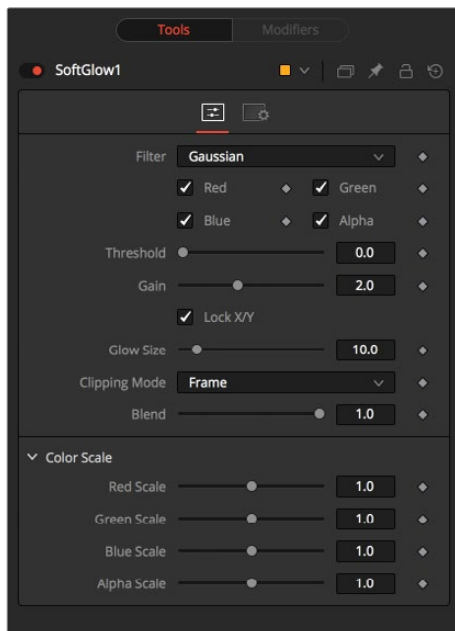 Tools Modifiers
SoftGlow1
Filter Gaussian
Red Green
Blue Alpha
Threshold 0.0
Gain 2.0
Lock X/Y
Glow Size 10.0
Clipping Mode Frame
Blend 1.0
Color Scale
Red Scale 1.0
Green Scale 1.0
Blue Scale 1.0
Alpha Scale 1.0